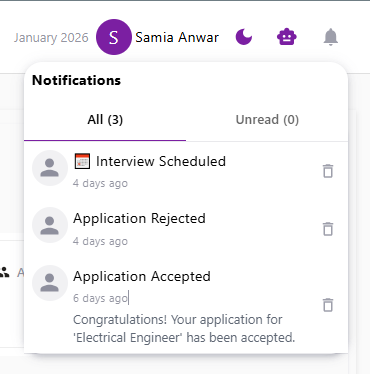 January 2026 S Samia Anwar
Notifications
All (3) Unread (0)
Interview Scheduled
4 days ago
Application Rejected
4 days ago
A
Application Accepted
6 days ago
Congratulations! Your application for
'Electrical Engineer' has been accepted.